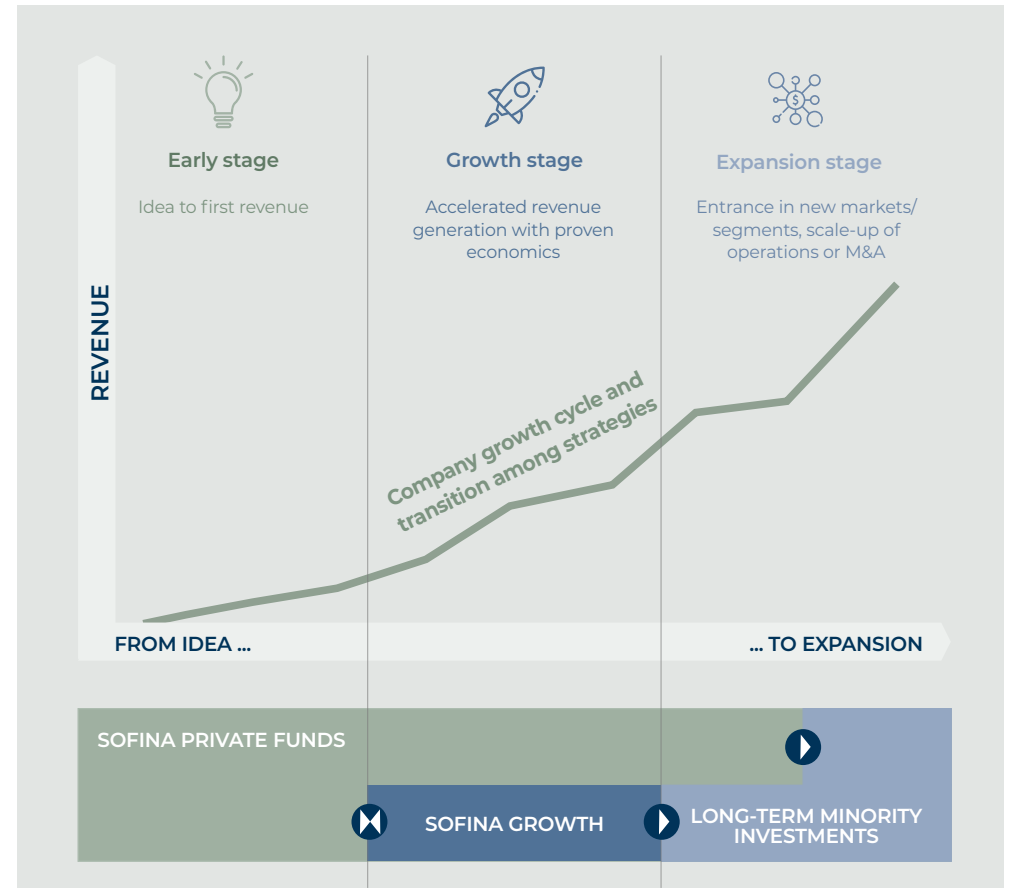 Early stage
Idea to first revenue
Growth stage
Accelerated revenue
generation with proven
economics
$
Expansion stage
Entrance in new markets/
segments, scale-up of
operations or M&A
REVENUE
Company growth cycle and
transition among strategies
FROM IDEA ...
... TO EXPANSION
SOFINA PRIVATE FUNDS
SOFINA GROWTH
LONG-TERM MINORITY
INVESTMENTS